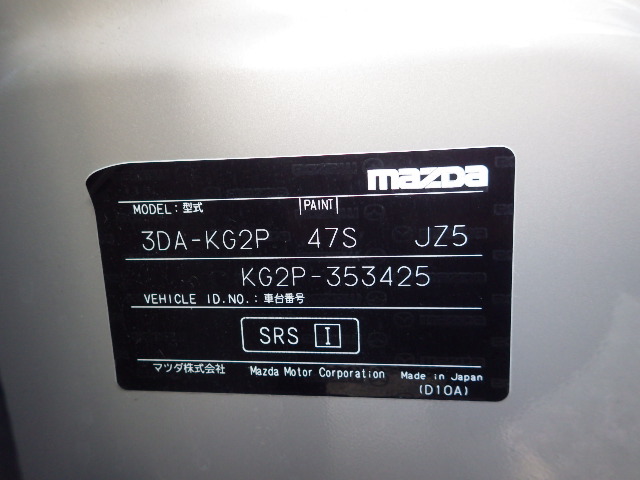 mazda
MODEL:型式 PAINT
3DA-KG2P 47S JZ5
KG2P-353425
VEHICLE ID.NO.:車台番号
SRS I
マツダ株式会社 Mazda Motor Corporation Made in Japan
(D10A)